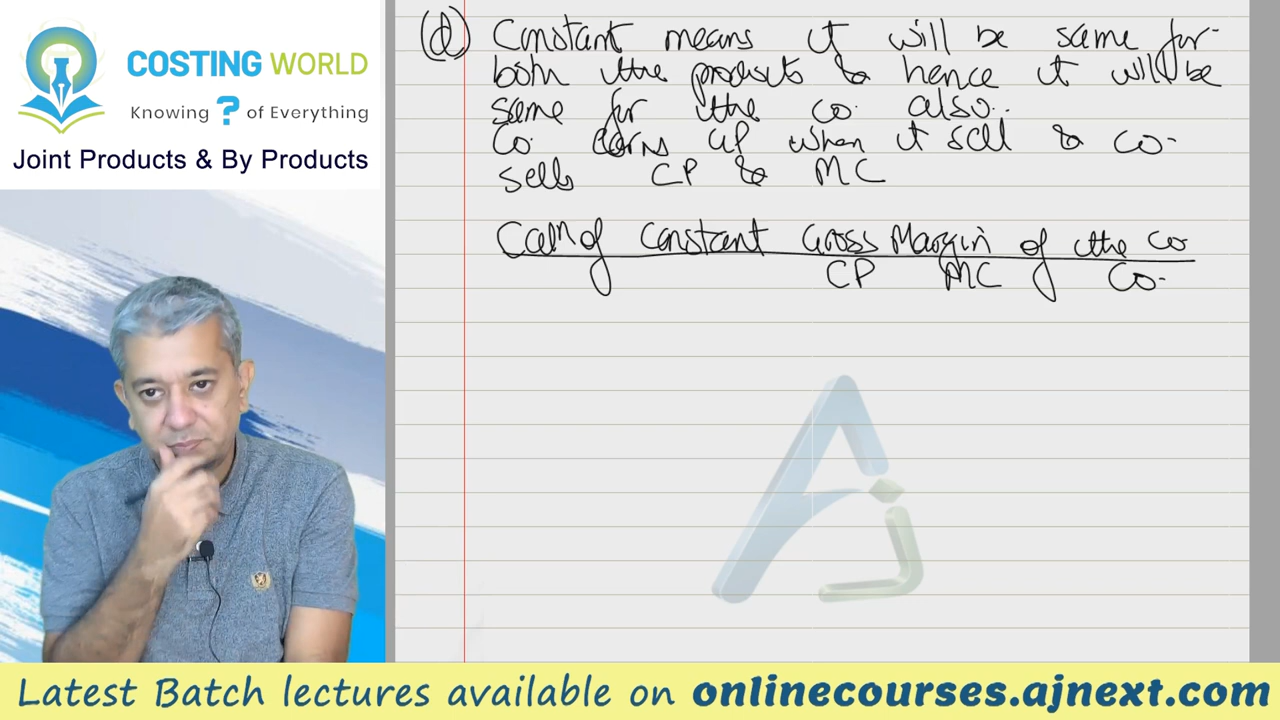 COSTING WORLD
Knowing ? of Everything
Joint Products & By Products
(d) Constant means it will be same for
both the products & hence it will be
same for the co. also.
Co earns GP when it sell & co.
sells CP & MC
Caln of Constant Gross Margin of the co
CP MC Co.
Latest Batch lectures available on onlinecourses.ajnext.com